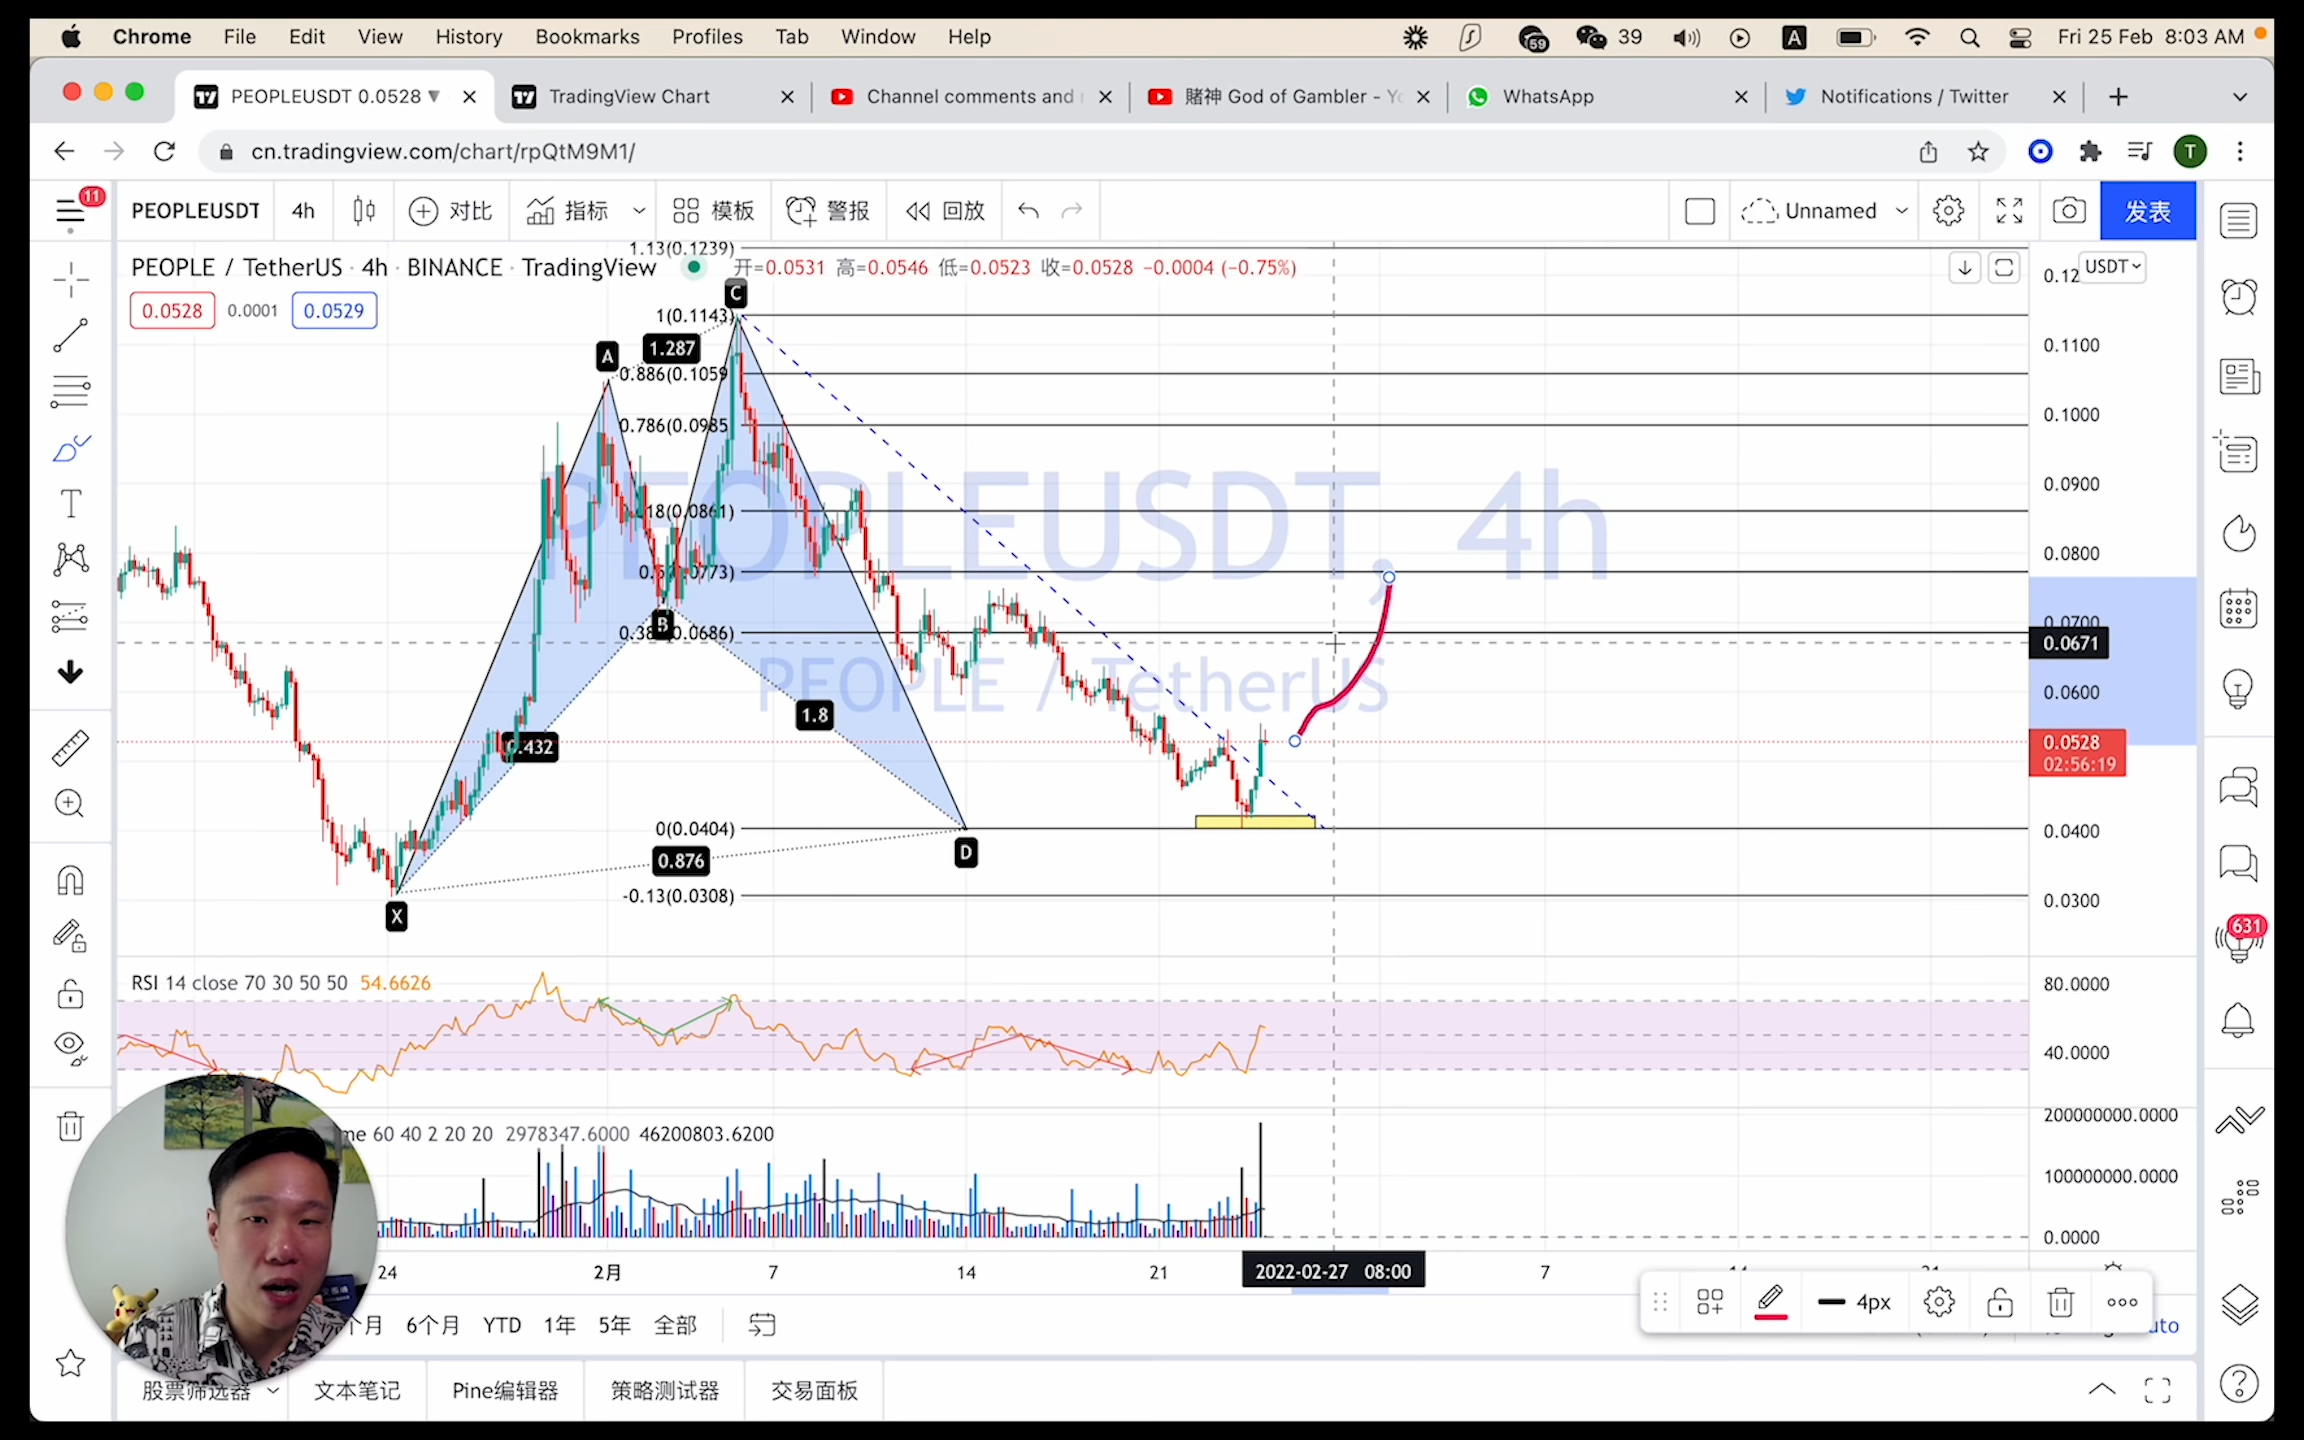 Chrome File Edit View History Bookmarks Profiles Tab Window Help 59 39 A Fri 25 Feb 8:03 AM
PEOPLEUSDT 0.0528 TradingView Chart Channel comments and 賭神 God of Gambler - WhatsApp Notifications / Twitter
cn.tradingview.com/chart/rpQtM9M1/ T
11 PEOPLEUSDT 4h 对比 指标 模板 警报 回放 Unnamed 发表
1.13(0.1239)
PEOPLE / TetherUS · 4h · BINANCE · TradingView 开=0.0531 高=0.0546 低=0.0523 收=0.0528 −0.0004 (−0.75%) USDT
0.0528 0.0001 0.0529
C
1(0.1143)
A 1.287 0.1100
0.886(0.1059
0.1000
0.786(0.0985
PEOPLEUSDT, 4h
0.0900
0.0800
B 0.0700
0.0671
PEOPLE / TetherUS
0.0600
1.8
0.432 0.0528
02:56:19
0(0.0404) 0.0400
D
0.876
-0.13(0.0308) 0.0300
X
631
RSI 14 close 70 30 50 50 54.6626 80.0000
40.0000
60 40 2 20 20 2978347.6000 46200803.6200 200000000.0000
100000000.0000
0.0000
24 2月 7 14 21 2022-02-27 08:00 7
4px
6个月 YTD 1年 5年 全部
股票筛选器 文本笔记 Pine编辑器 策略测试器 交易面板